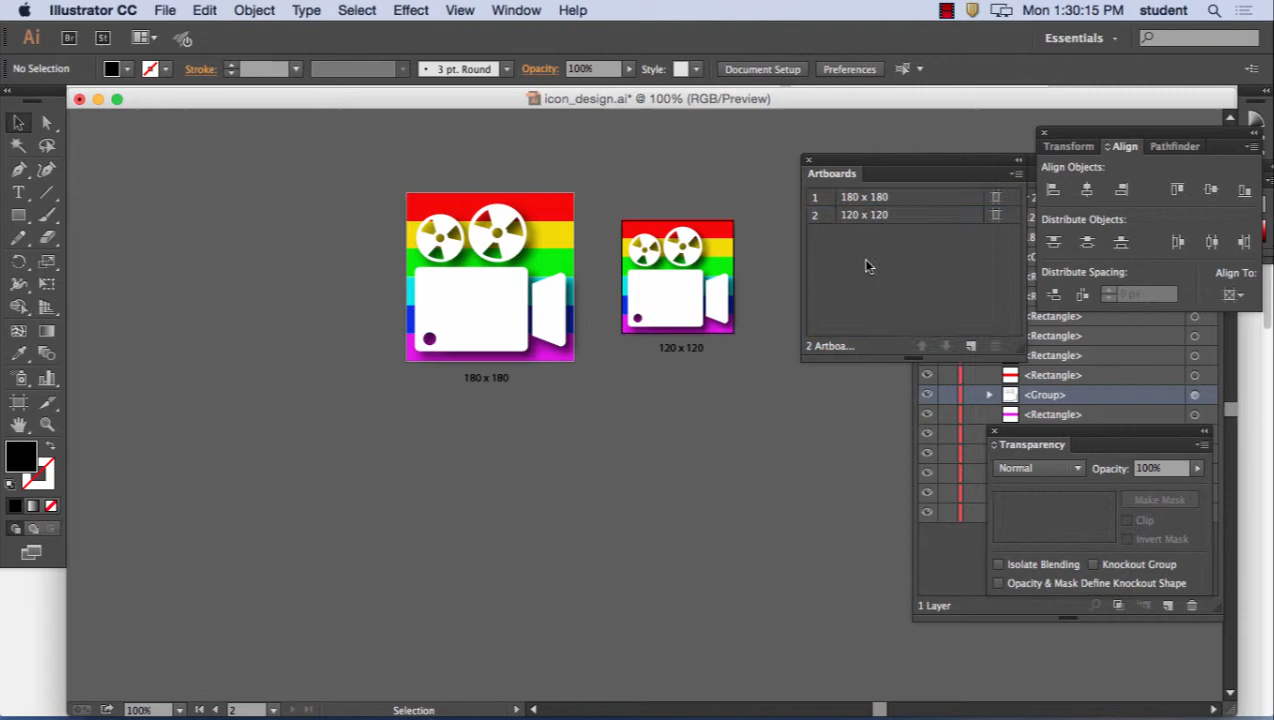 Illustrator CC File Edit Object Type Select Effect View Window Help Mon 1:30:15 PM student
Ai Br St Essentials
No Selection Stroke: 3 pt. Round Opacity: 100% Style: Document Setup Preferences
icon_design.ai* @ 100% (RGB/Preview)
Transform Align Pathfinder
Align Objects:
Distribute Objects:
Distribute Spacing: Align To:
0 px
Artboards
1 180 x 180
2 120 x 120
2 Artboa...
180 x 180
120 x 120
<Rectangle>
<Rectangle>
<Rectangle>
<Rectangle>
<Group>
<Rectangle>
Transparency
Normal Opacity: 100%
Make Mask
Clip
Invert Mask
Isolate Blending Knockout Group
Opacity & Mask Define Knockout Shape
1 Layer
100% 2 Selection